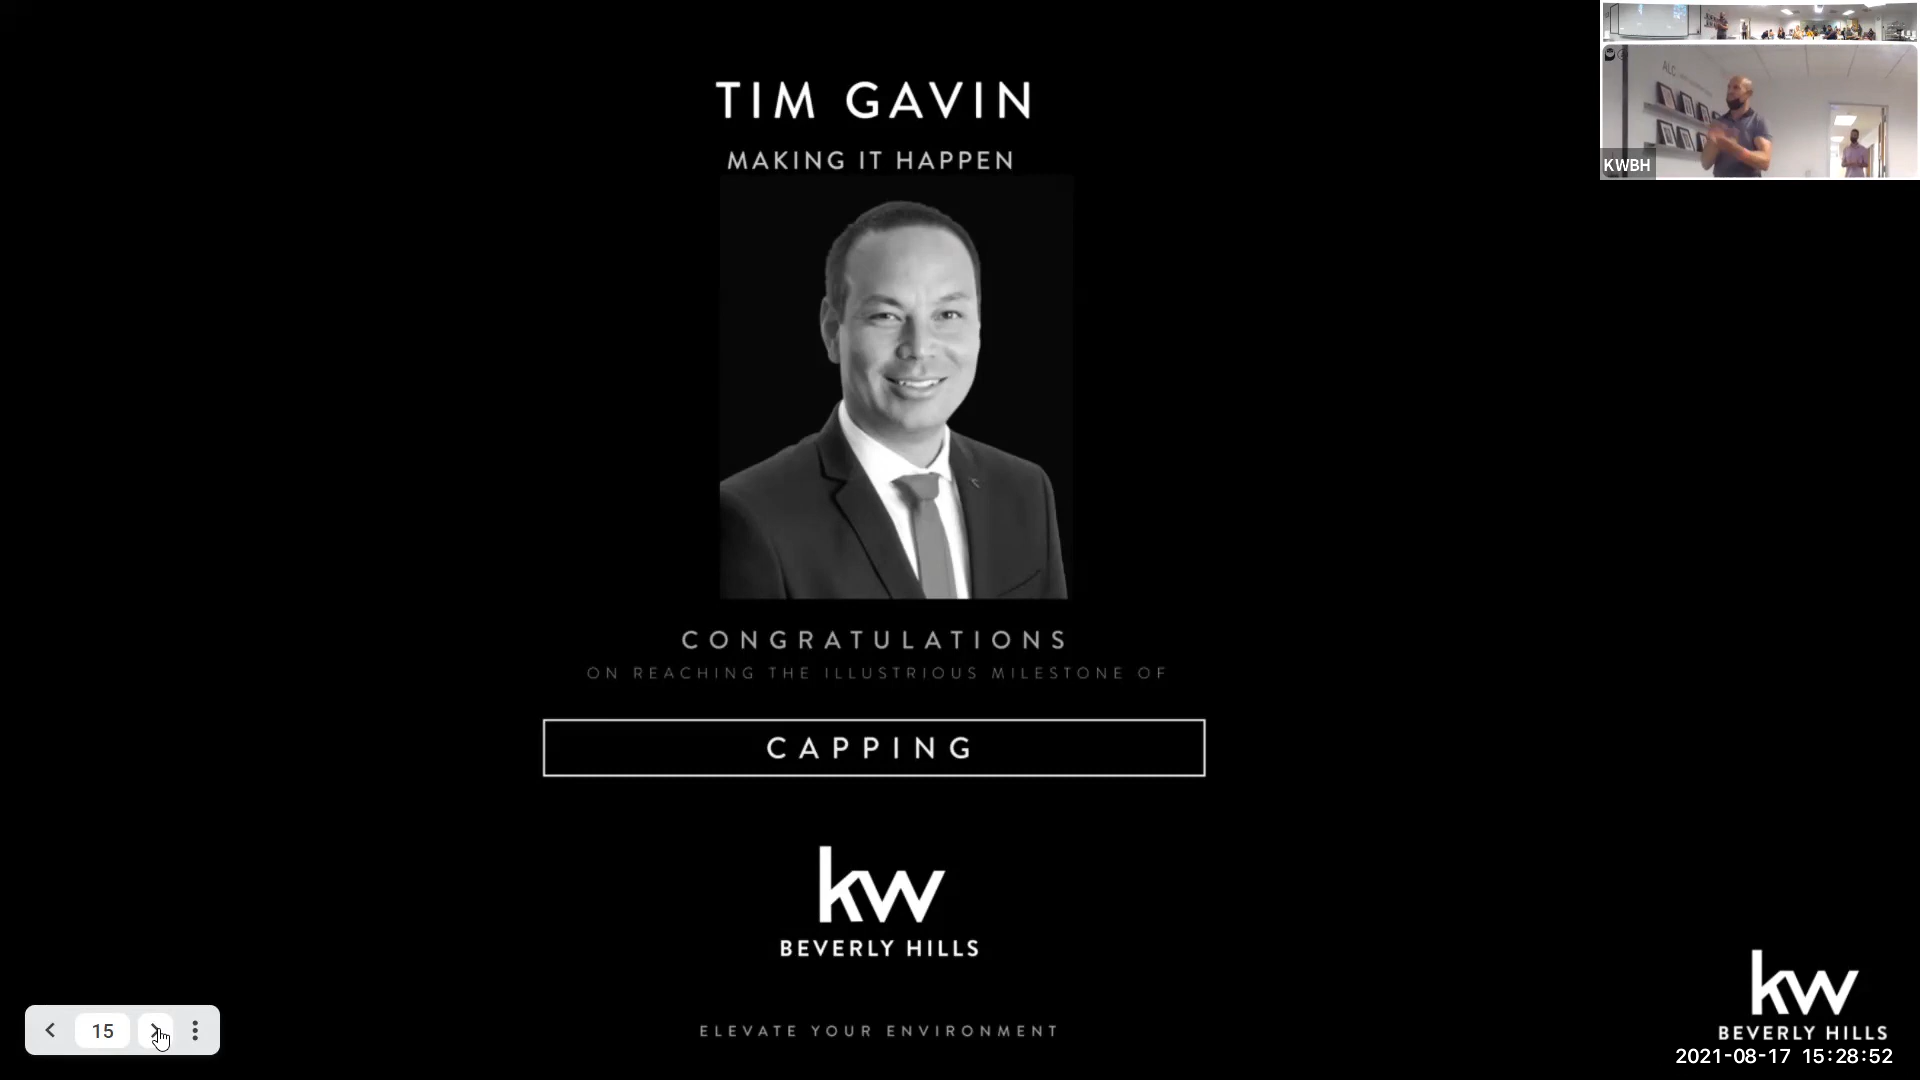 TIM GAVIN
MAKING IT HAPPEN
ALC
KWBH
CONGRATULATIONS
ON REACHING THE ILLUSTRIOUS MILESTONE OF
CAPPING
kw
BEVERLY HILLS
ELEVATE YOUR ENVIRONMENT
15
kw
BEVERLY HILLS
2021-08-17 15:28:52